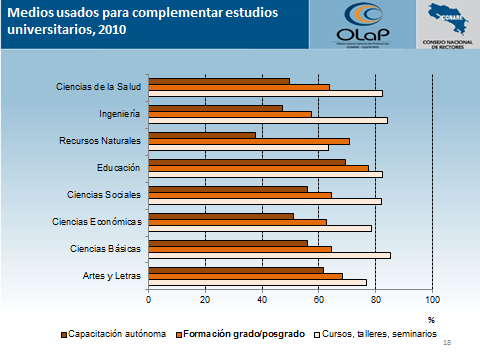 Medios usados para complementar estudios
universitarios, 2010
OLaP
CONARE
CONSEJO NACIONAL
DE RECTORES
Ciencias de la Salud
Ingeniería
Recursos Naturales
Educación
Ciencias Sociales
Ciencias Económicas
Ciencias Básicas
Artes y Letras
0 20 40 60 80 100
%
Capacitación autónoma Formación grado/posgrado Cursos, talleres, seminarios
18